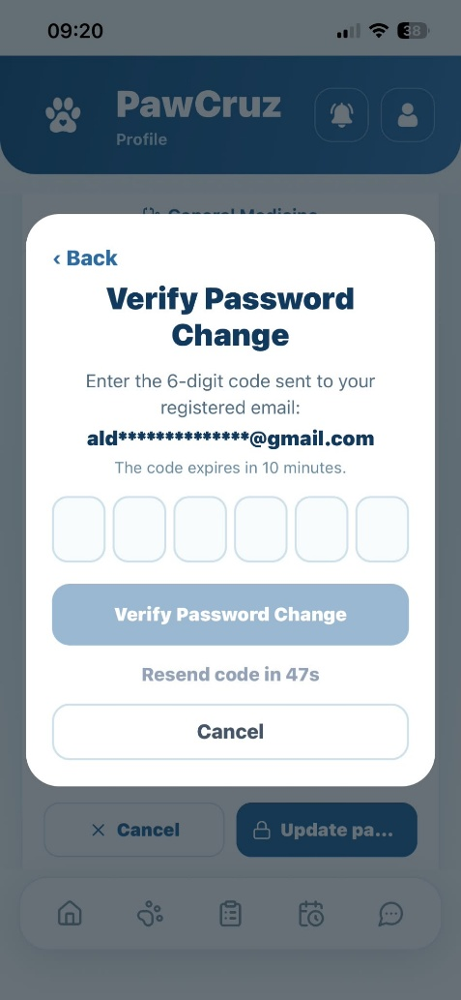 09:20
38
PawCruz
Profile
General Medicine
‹ Back
Verify Password
Change
Enter the 6-digit code sent to your
registered email:
ald**************@gmail.com
The code expires in 10 minutes.
Verify Password Change
Resend code in 47s
Cancel
Cancel
Update pa...